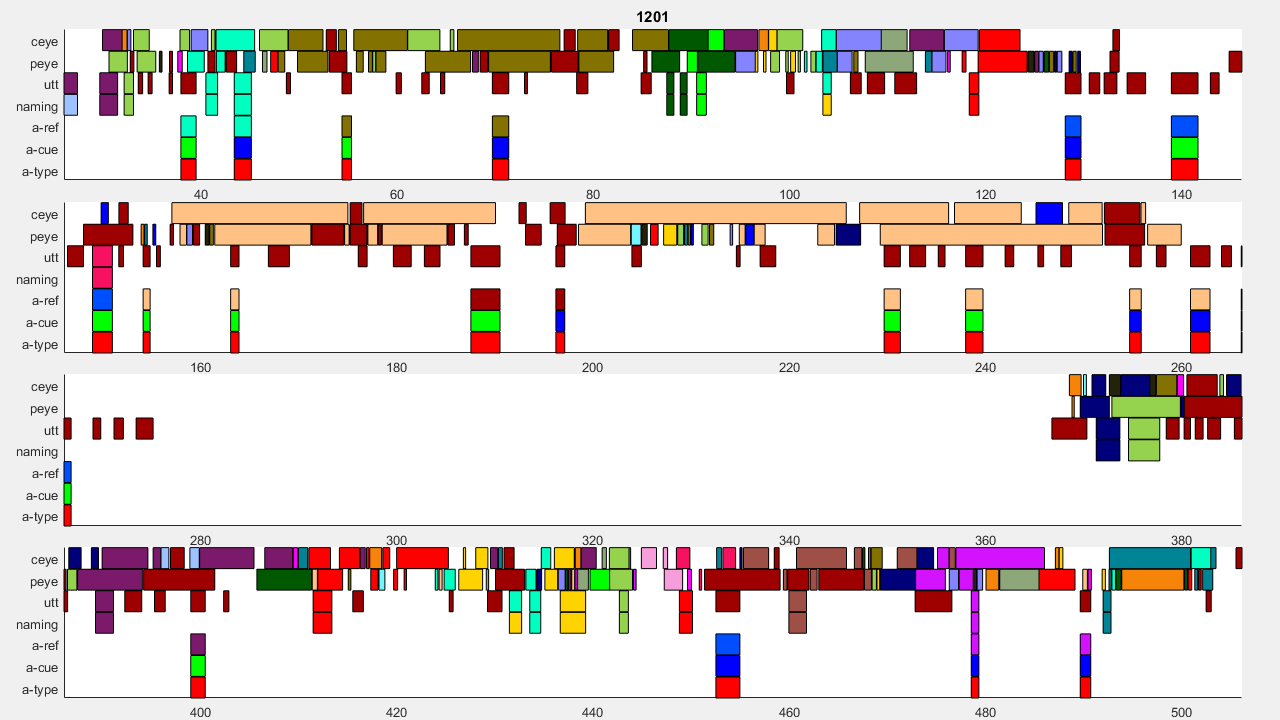 1201
ceye
peye
utt
naming
a-ref
a-cue
a-type
40 60 80 100 120 140
ceye
peye
utt
naming
a-ref
a-cue
a-type
160 180 200 220 240 260
ceye
peye
utt
naming
a-ref
a-cue
a-type
280 300 320 340 360 380
ceye
peye
utt
naming
a-ref
a-cue
a-type
400 420 440 460 480 500